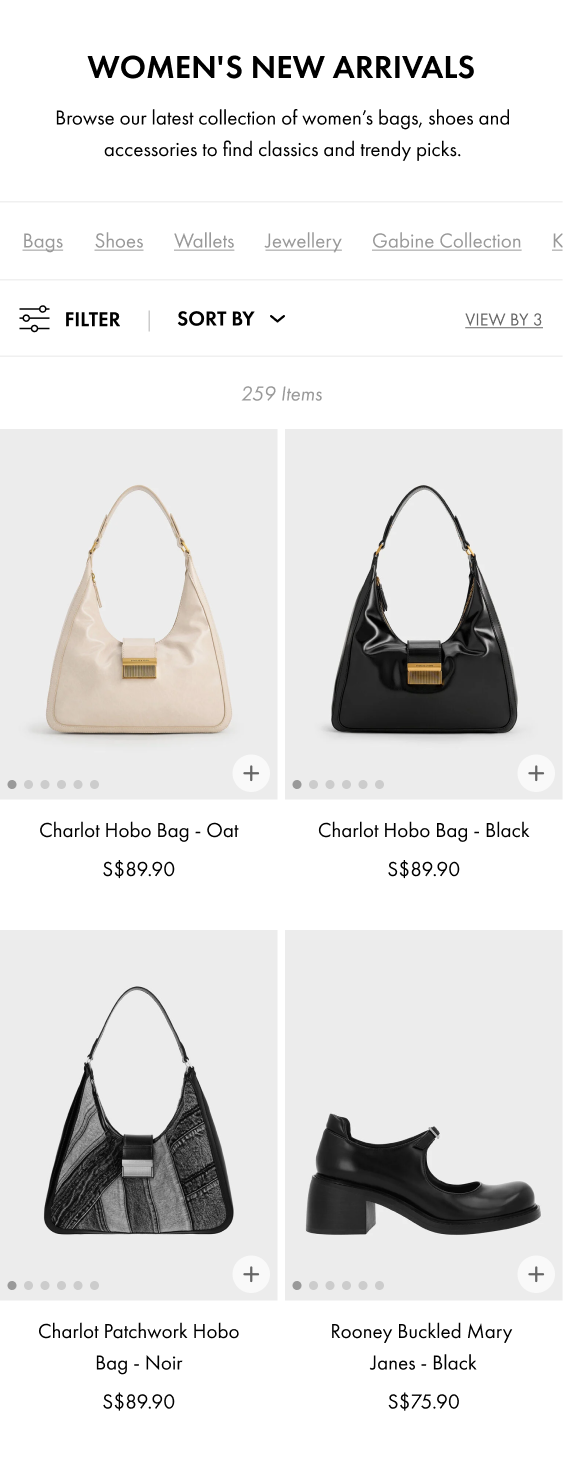 WOMEN'S NEW ARRIVALS
Browse our latest collection of women’s bags, shoes and
accessories to find classics and trendy picks.
Bags Shoes Wallets Jewellery Gabine Collection K
FILTER | SORT BY VIEW BY 3
259 Items
Charlot Hobo Bag - Oat
S$89.90
Charlot Hobo Bag - Black
S$89.90
Charlot Patchwork Hobo
Bag - Noir
S$89.90
Rooney Buckled Mary
Janes - Black
S$75.90